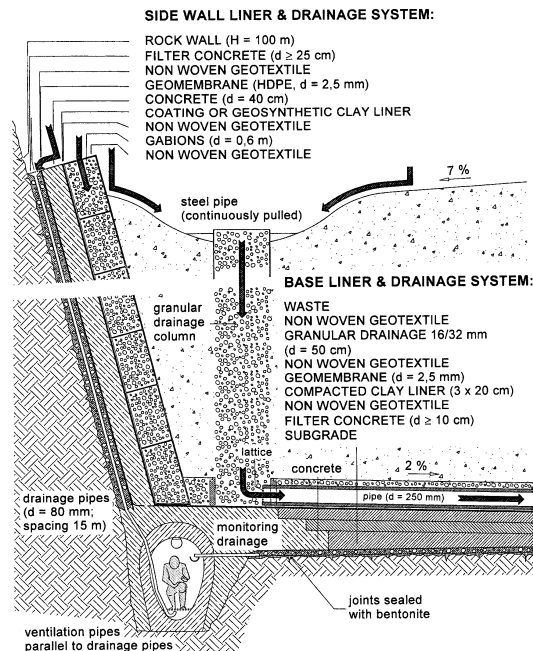 SIDE WALL LINER & DRAINAGE SYSTEM:
ROCK WALL (H = 100 m)
FILTER CONCRETE (d ≥ 25 cm)
NON WOVEN GEOTEXTILE
GEOMEMBRANE (HDPE, d = 2,5 mm)
CONCRETE (d = 40 cm)
COATING OR GEOSYNTHETIC CLAY LINER
NON WOVEN GEOTEXTILE
GABIONS (d = 0,6 m)
NON WOVEN GEOTEXTILE
7 %
steel pipe
(continuously pulled)
BASE LINER & DRAINAGE SYSTEM:
WASTE
NON WOVEN GEOTEXTILE
GRANULAR DRAINAGE 16/32 mm
(d = 50 cm)
NON WOVEN GEOTEXTILE
GEOMEMBRANE (d = 2,5 mm)
COMPACTED CLAY LINER (3 x 20 cm)
NON WOVEN GEOTEXTILE
FILTER CONCRETE (d ≥ 10 cm)
SUBGRADE
granular
drainage
column
lattice
concrete
2 %
pipe (d = 250 mm)
drainage pipes
(d = 80 mm;
spacing 15 m)
monitoring
drainage
joints sealed
with bentonite
ventilation pipes
parallel to drainage pipes